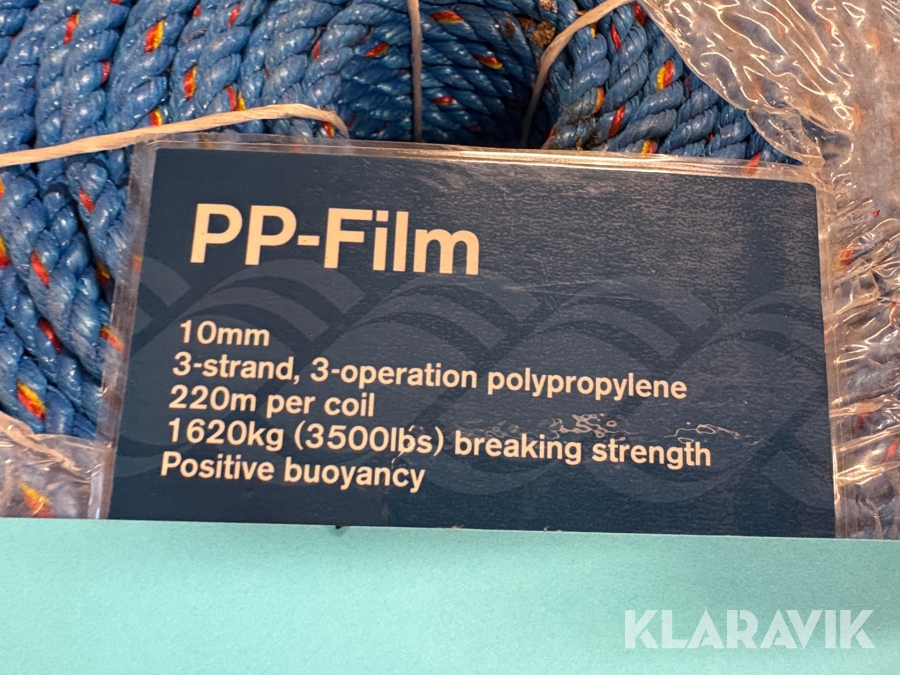 PP-Film
10mm
3-strand, 3-operation polypropylene
220m per coil
1620kg (3500lbs) breaking strength
Positive buoyancy
KLARAVIK